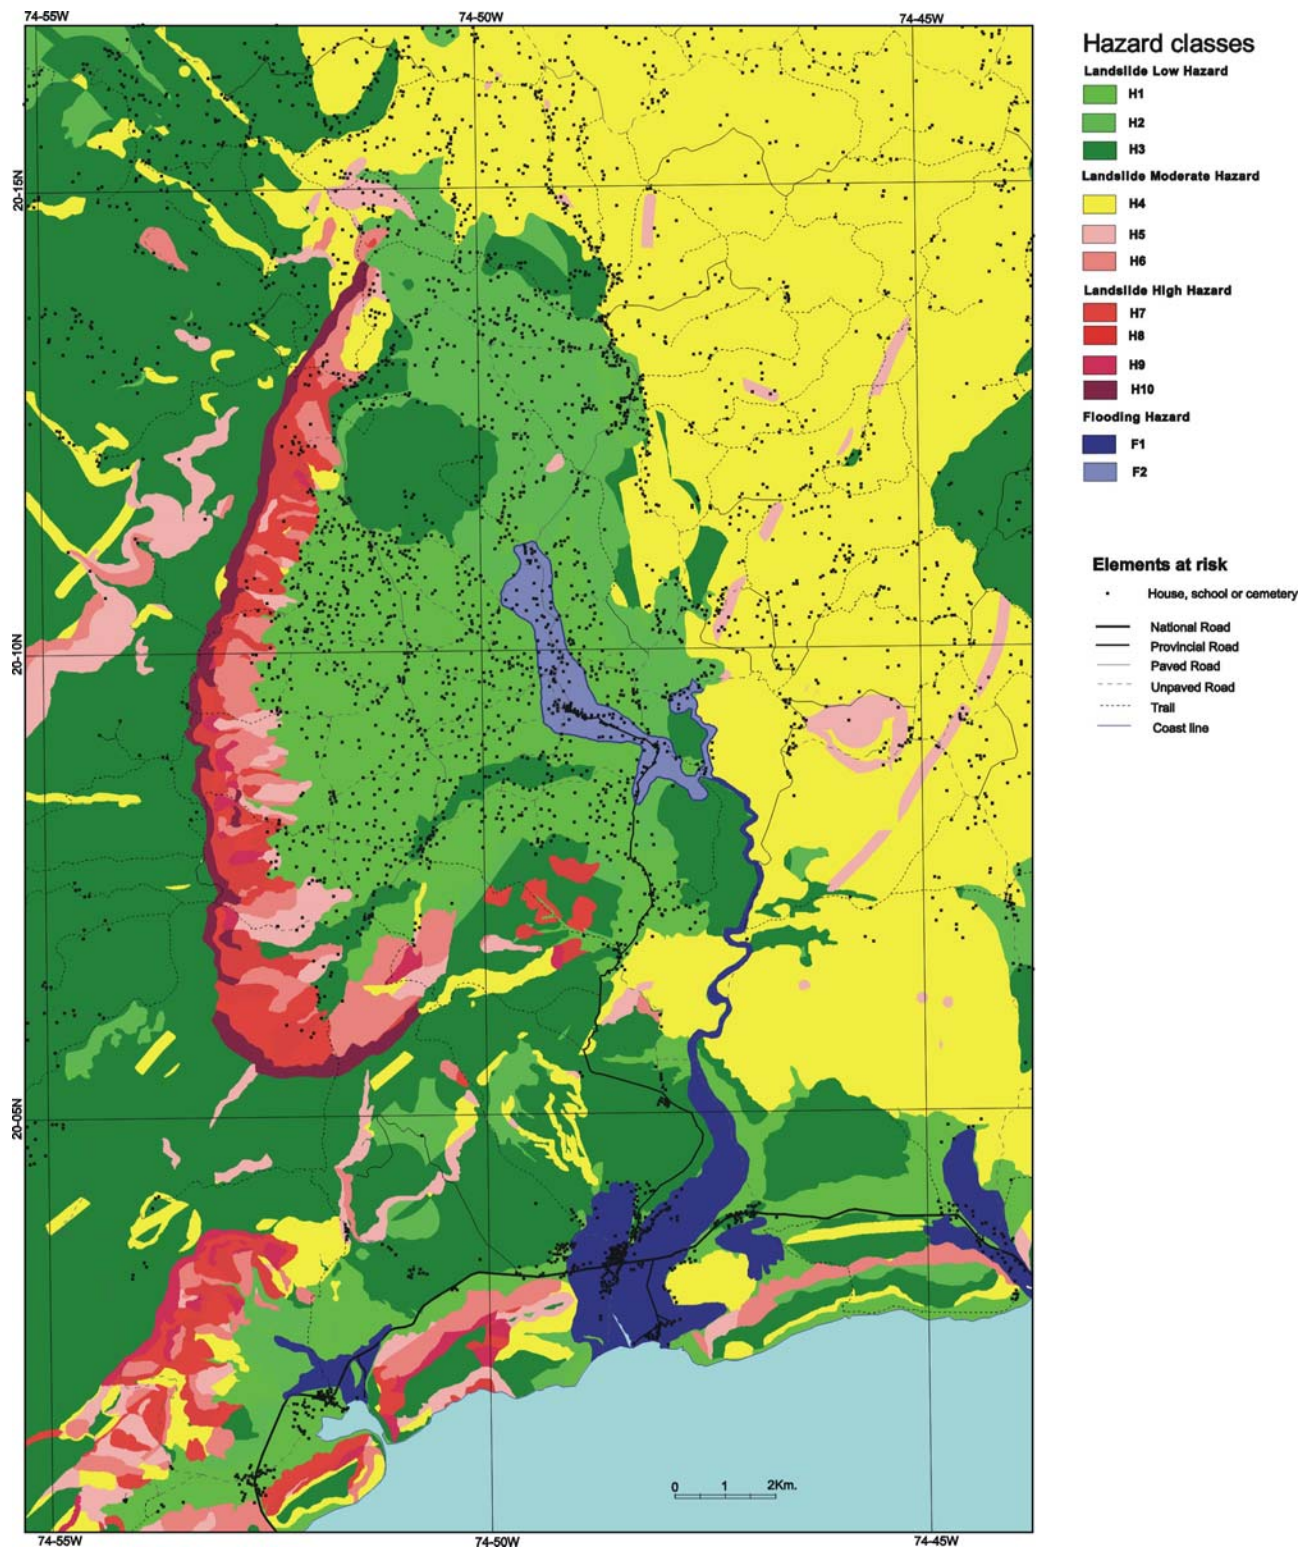 74-55W 74-50W 74-45W
20-15N
20-10N
20-05N
74-55W 74-50W 74-45W
0 1 2Km.
Hazard classes
Landslide Low Hazard
H1
H2
H3
Landslide Moderate Hazard
H4
H5
H6
Landslide High Hazard
H7
H8
H9
H10
Flooding Hazard
F1
F2
Elements at risk
House, school or cemetery
National Road
Provincial Road
Paved Road
Unpaved Road
Trail
Coast line